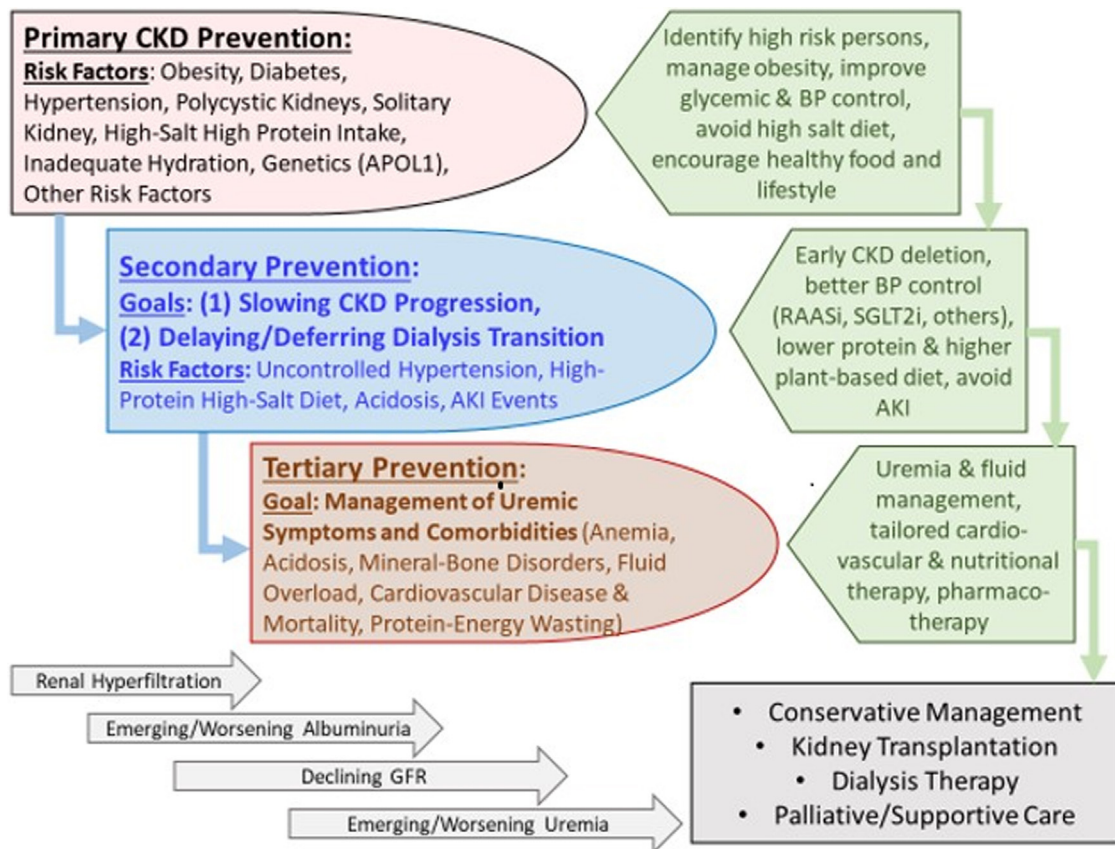 Primary CKD Prevention:
Risk Factors: Obesity, Diabetes,
Hypertension, Polycystic Kidneys, Solitary
Kidney, High-Salt High Protein Intake,
Inadequate Hydration, Genetics (APOL1),
Other Risk Factors
Identify high risk persons,
manage obesity, improve
glycemic & BP control,
avoid high salt diet,
encourage healthy food and
lifestyle
Secondary Prevention:
Goals: (1) Slowing CKD Progression,
(2) Delaying/Deferring Dialysis Transition
Risk Factors: Uncontrolled Hypertension, High-
Protein High-Salt Diet, Acidosis, AKI Events
Early CKD deletion,
better BP control
(RAASi, SGLT2i, others),
lower protein & higher
plant-based diet, avoid
AKI
Tertiary Prevention:
Goal: Management of Uremic
Symptoms and Comorbidities (Anemia,
Acidosis, Mineral-Bone Disorders, Fluid
Overload, Cardiovascular Disease &
Mortality, Protein-Energy Wasting)
Uremia & fluid
management,
tailored cardio-
vascular & nutritional
therapy, pharmaco-
therapy
Renal Hyperfiltration
Emerging/Worsening Albuminuria
Declining GFR
Emerging/Worsening Uremia
• Conservative Management
• Kidney Transplantation
• Dialysis Therapy
• Palliative/Supportive Care